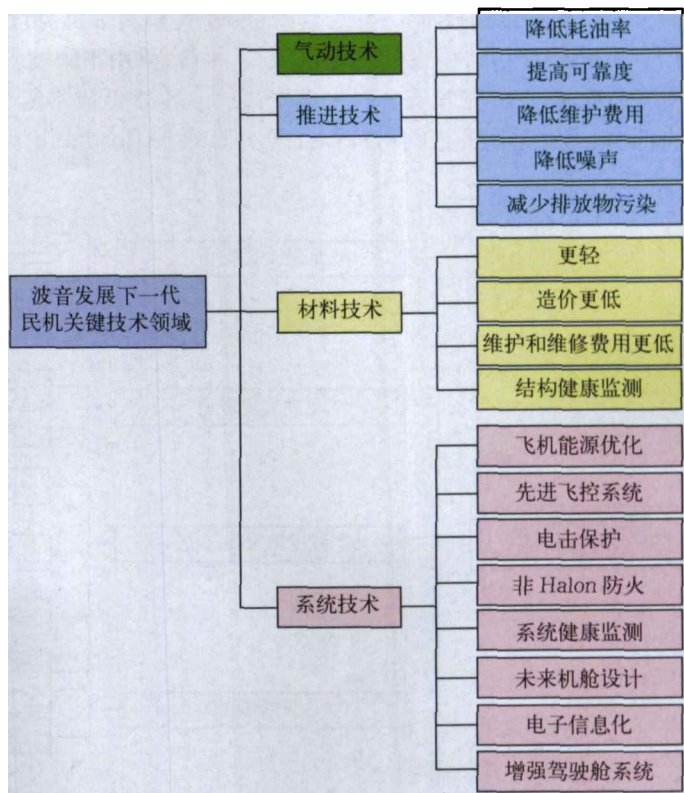 波音发展下一代
民机关键技术领域
气动技术
推进技术
降低耗油率
提高可靠度
降低维护费用
降低噪声
减少排放物污染
材料技术
更轻
造价更低
维护和维修费用更低
结构健康监测
系统技术
飞机能源优化
先进飞控系统
电击保护
非 Halon 防火
系统健康监测
未来机舱设计
电子信息化
增强驾驶舱系统